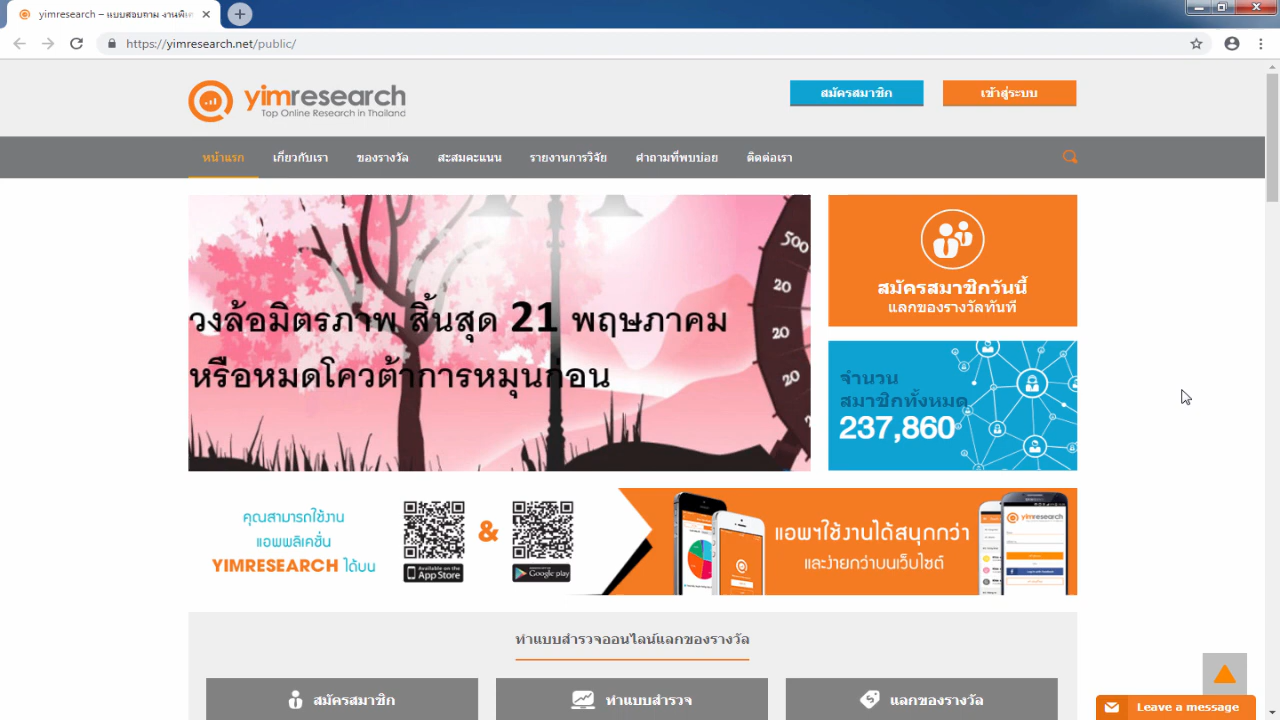 yimresearch – แบบสอบถาม งานพิเศ
https://yimresearch.net/public/
yimresearch
Top Online Research in Thailand
สมัครสมาชิก
เข้าสู่ระบบ
หน้าแรก เกี่ยวกับเรา ของรางวัล สะสมคะแนน รายงานการวิจัย คำถามที่พบบ่อย ติดต่อเรา
500
20
20
20
วงล้อมิตรภาพ สิ้นสุด 21 พฤษภาคม
หรือหมดโควต้าการหมุนก่อน
สมัครสมาชิกวันนี้
แลกของรางวัลทันที
จำนวน
สมาชิกทั้งหมด
237,860
คุณสามารถใช้งาน
แอพพลิเคชั่น
YIMRESEARCH ได้บน
Available on the
App Store
&
Google play
แอพฯใช้งานได้สนุกกว่า
และง่ายกว่าบนเว็บไซต์
yimresearch
ทำแบบสำรวจออนไลน์แลกของรางวัล
สมัครสมาชิก
ทำแบบสำรวจ
แลกของรางวัล
Leave a message